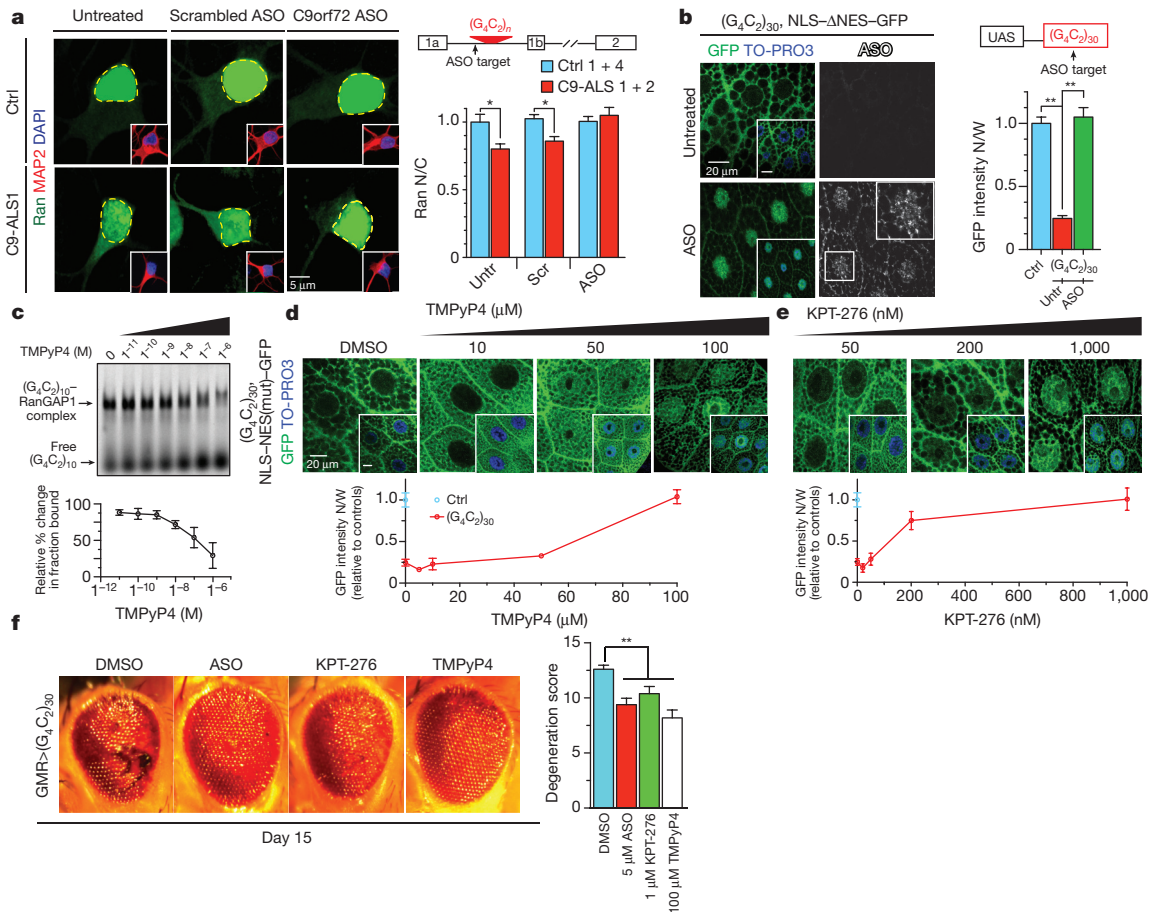 a
Untreated
Scrambled ASO
C9orf72 ASO
Ctrl
C9-ALS1
Ran MAP2 DAPI
5 µm
(G4C2)n
1a
1b
2
ASO target
Ctrl 1 + 4
C9-ALS 1 + 2
Ran N/C
1.0
0.5
0
*
*
Untr
Scr
ASO
b
(G4C2)30, NLS–ΔNES–GFP
GFP TO-PRO3
ASO
Untreated
ASO
20 µm
UAS
(G4C2)30
ASO target
GFP intensity N/W
1.0
0.5
0
**
**
Ctrl
(G4C2)30
Untr
ASO
c
TMPyP4 (M)
0
1–11
1–10
1–9
1–8
1–7
1–6
(G4C2)10–
RanGAP1
complex
Free
(G4C2)10
Relative % change
in fraction bound
100
50
0
1–12
1–10
1–8
1–6
TMPyP4 (M)
d
TMPyP4 (µM)
DMSO
10
50
100
(G4C2)30,
NLS–NES(mut)–GFP
GFP TO-PRO3
20 µm
GFP intensity N/W
(relative to controls)
1.0
0.5
0
Ctrl
(G4C2)30
0
20
40
60
80
100
TMPyP4 (µM)
e
KPT-276 (nM)
50
200
1,000
GFP intensity N/W
(relative to controls)
1.0
0.5
0
0
200
400
600
800
1,000
KPT-276 (nM)
f
DMSO
ASO
KPT-276
TMPyP4
GMR>(G4C2)30
Day 15
Degeneration score
15
10
15
0
**
DMSO
5 µM ASO
1 µM KPT-276
100 µM TMPyP4